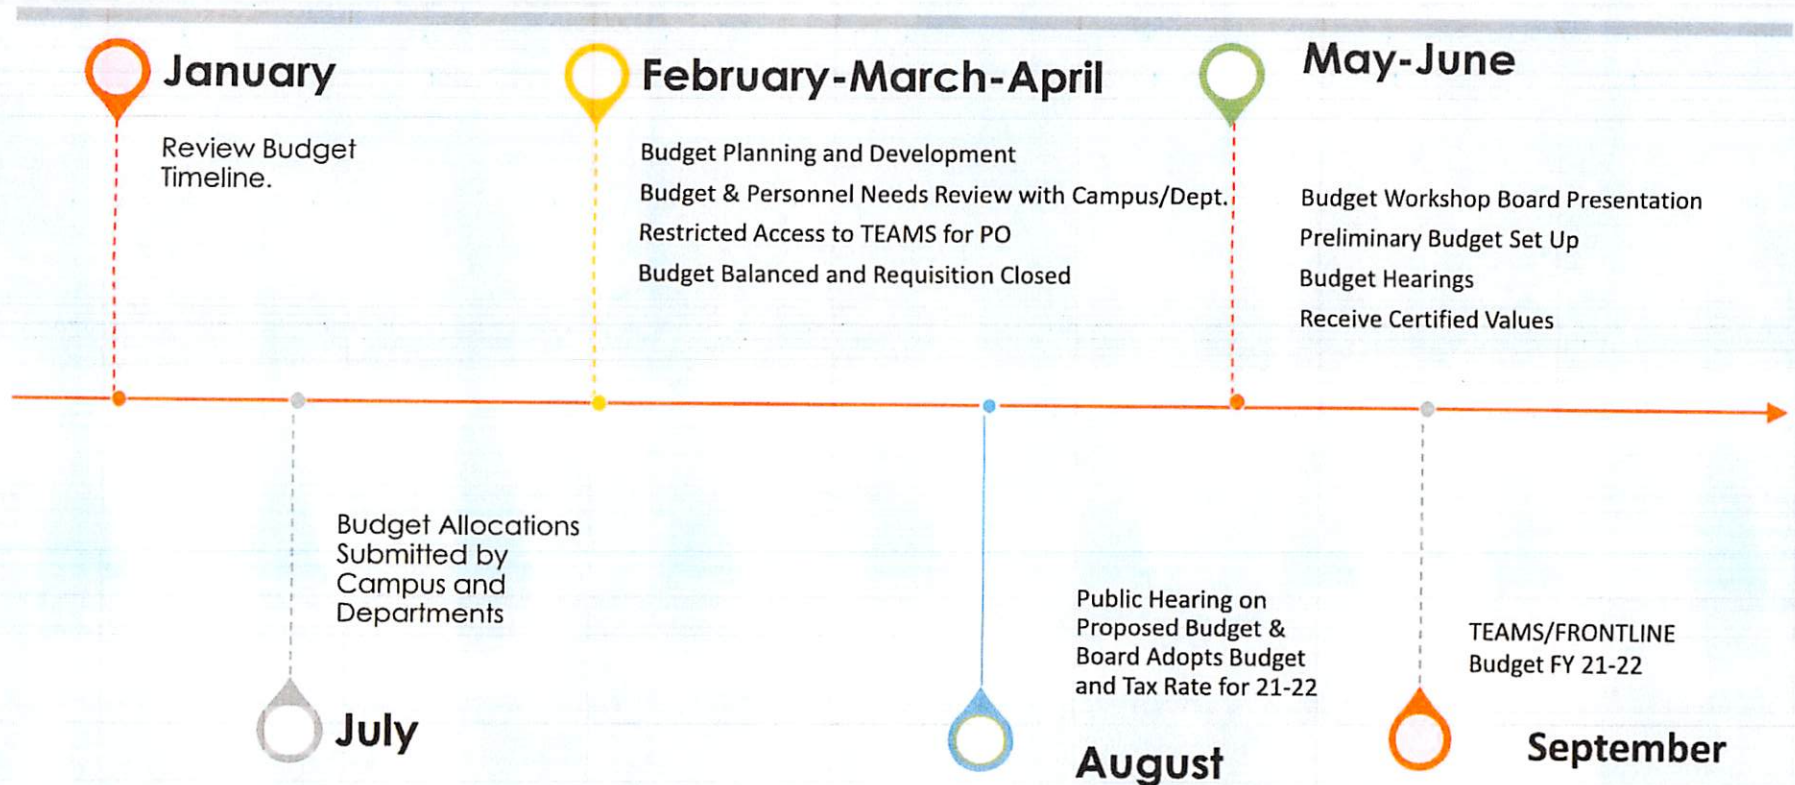 January
Review Budget
Timeline.
February-March-April
Budget Planning and Development
Budget & Personnel Needs Review with Campus/Dept.
Restricted Access to TEAMS for PO
Budget Balanced and Requisition Closed
May-June
Budget Workshop Board Presentation
Preliminary Budget Set Up
Budget Hearings
Receive Certified Values
Budget Allocations
Submitted by
Campus and
Departments
July
Public Hearing on
Proposed Budget &
Board Adopts Budget
and Tax Rate for 21-22
August
TEAMS/FRONTLINE
Budget FY 21-22
September